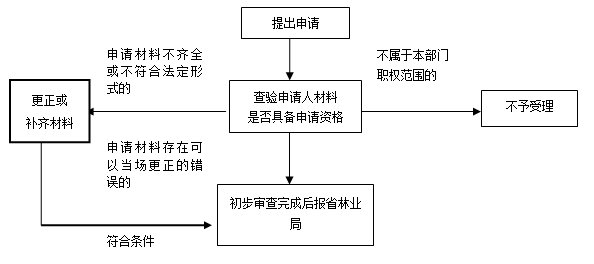 提出申请
申请材料不齐全
或不符合法定形
式的
不属于本部门
职权范围的
更正或
补齐材料
查验申请人材料
是否具备申请资格
不予受理
申请材料存在可
以当场更正的错
误的
初步审查完成后报省林业
局
符合条件